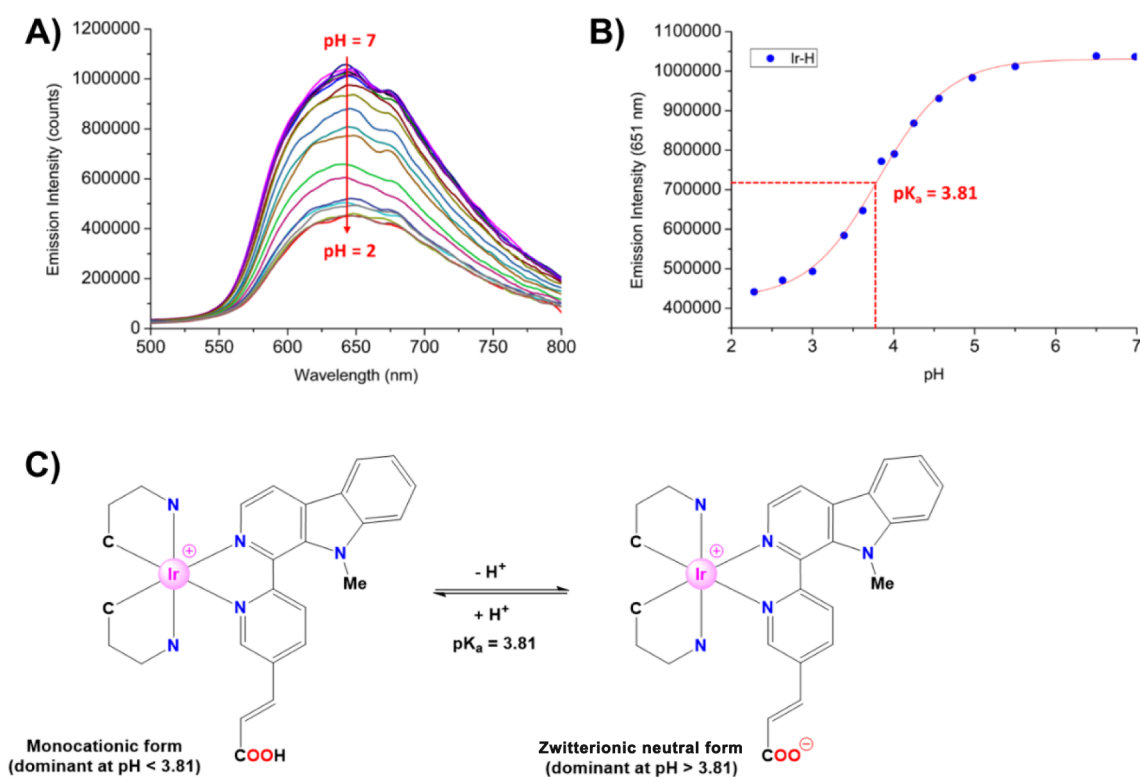 A)
Emission Intensity (counts)
1200000
1000000
800000
600000
400000
200000
0
pH = 7
pH = 2
500
550
600
650
700
750
800
Wavelength (nm)
B)
Emission Intensity (651 nm)
1100000
1000000
900000
800000
700000
600000
500000
400000
Ir-H
pKa = 3.81
2
3
4
5
6
7
pH
C)
N
C
Ir
+
C
N
N
N
N
Me
COOH
Monocationic form
(dominant at pH < 3.81)
- H+
+ H+
pKa = 3.81
N
C
Ir
+
C
N
N
N
N
Me
COO−
Zwitterionic neutral form
(dominant at pH > 3.81)